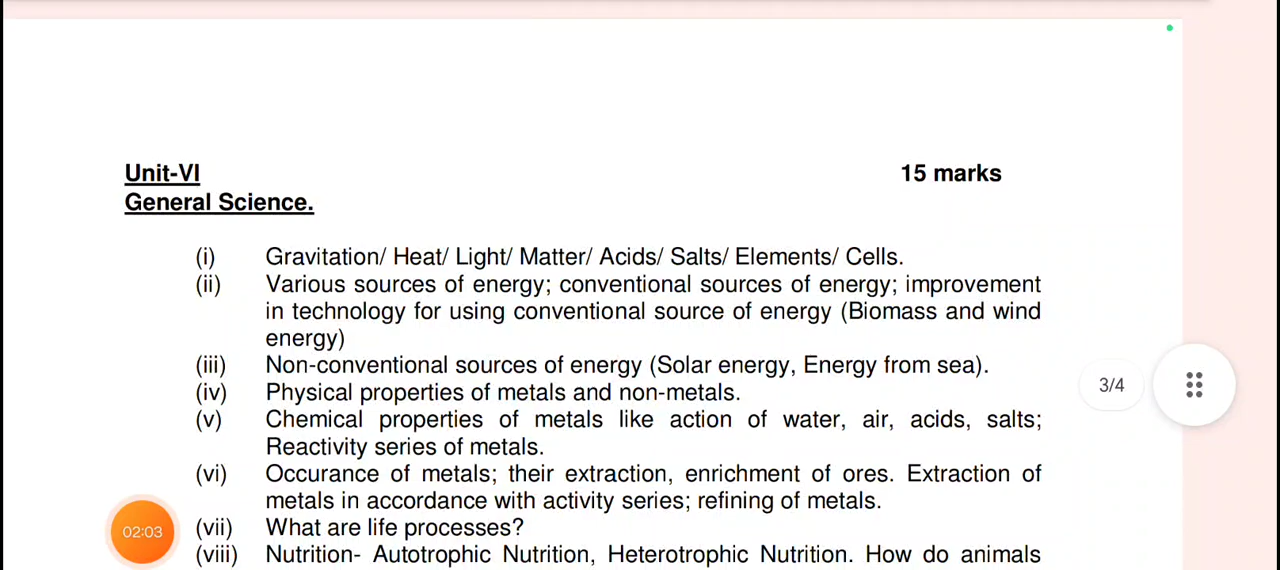 Unit-VI 15 marks
General Science.
(i) Gravitation/ Heat/ Light/ Matter/ Acids/ Salts/ Elements/ Cells.
(ii) Various sources of energy; conventional sources of energy; improvement
in technology for using conventional source of energy (Biomass and wind
energy)
(iii) Non-conventional sources of energy (Solar energy, Energy from sea).
(iv) Physical properties of metals and non-metals.
(v) Chemical properties of metals like action of water, air, acids, salts;
Reactivity series of metals.
(vi) Occurance of metals; their extraction, enrichment of ores. Extraction of
metals in accordance with activity series; refining of metals.
(vii) What are life processes?
(viii) Nutrition- Autotrophic Nutrition, Heterotrophic Nutrition. How do animals
3/4
02:03